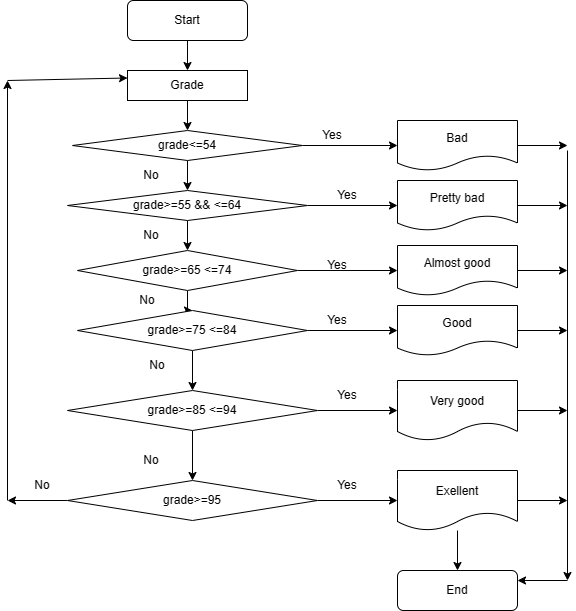 Start
Grade
grade<=54
Yes
Bad
No
grade>=55 && <=64
Yes
Pretty bad
No
grade>=65 <=74
Yes
Almost good
No
grade>=75 <=84
Yes
Good
No
grade>=85 <=94
Yes
Very good
No
grade>=95
Yes
Exellent
No
End